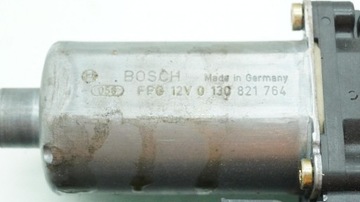 BOSCH Made in Germany
FPG 12V 0 130 821 764